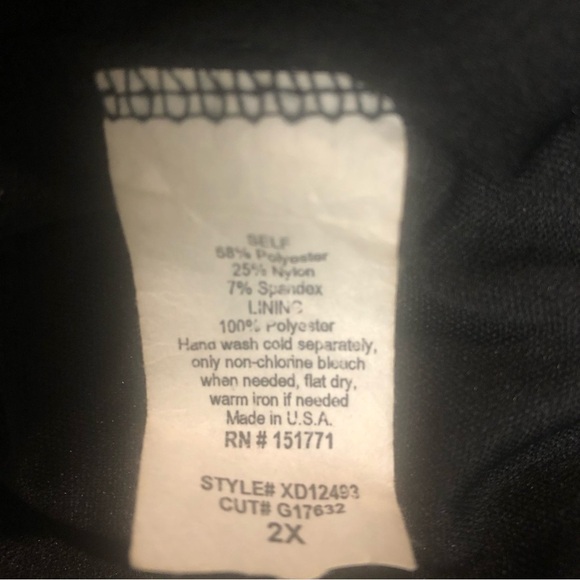 SELF
68% Polyester
25% Nylon
7% Spandex
LINING
100% Polyester
Hand wash cold separately,
only non-chlorine bleach
when needed, flat dry,
warm iron if needed
Made in U.S.A.
RN # 151771
STYLE# XD12493
CUT# G17632
2X